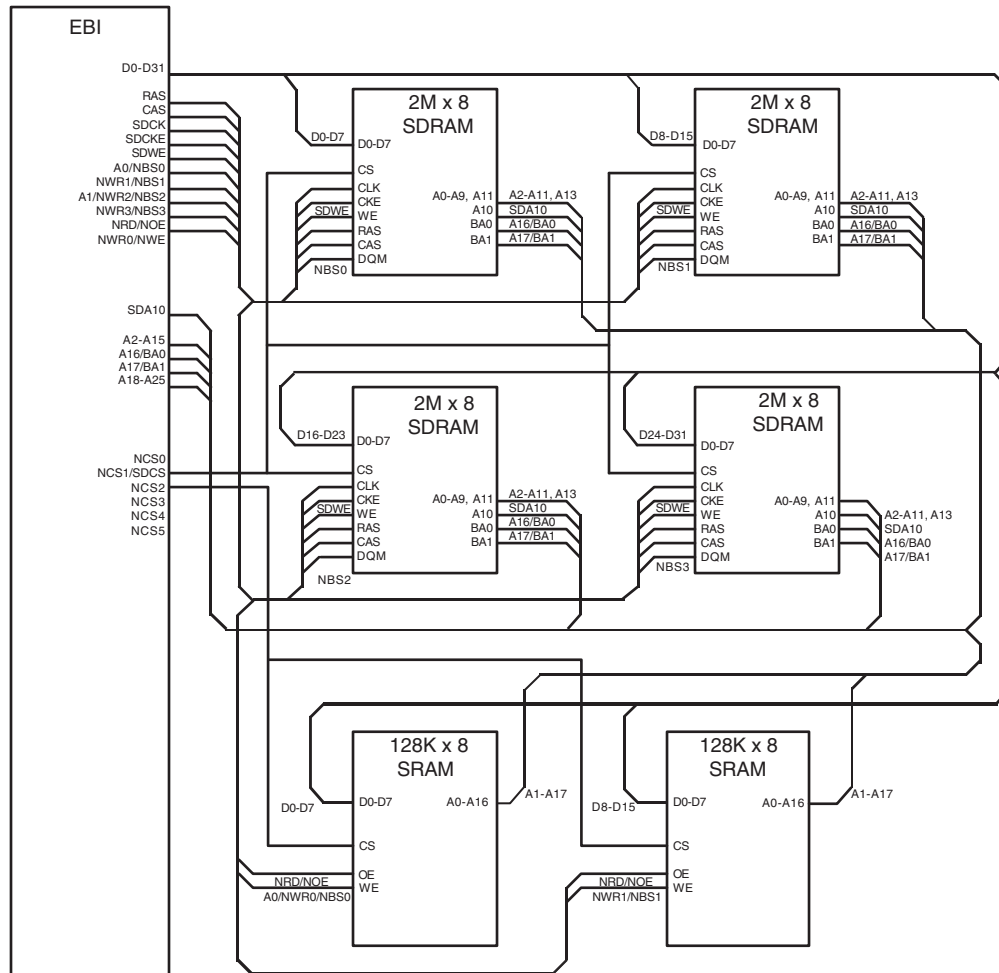 EBI
D0-D31
RAS
CAS
SDCK
SDCKE
SDWE
A0/NBS0
NWR1/NBS1
A1/NWR2/NBS2
NWR3/NBS3
NRD/NOE
NWR0/NWE
SDA10
A2-A15
A16/BA0
A17/BA1
A18-A25
NCS0
NCS1/SDCS
NCS2
NCS3
NCS4
NCS5
2M x 8
SDRAM
D0-D7
D0-D7
CS
CLK
CKE
SDWE
WE
RAS
CAS
DQM
NBS0
A0-A9, A11
A10
BA0
BA1
A2-A11, A13
SDA10
A16/BA0
A17/BA1
2M x 8
SDRAM
D8-D15
D0-D7
CS
CLK
CKE
SDWE
WE
RAS
CAS
DQM
NBS1
A0-A9, A11
A10
BA0
BA1
A2-A11, A13
SDA10
A16/BA0
A17/BA1
2M x 8
SDRAM
D16-D23
D0-D7
CS
CLK
CKE
SDWE
WE
RAS
CAS
DQM
NBS2
A0-A9, A11
A10
BA0
BA1
A2-A11, A13
SDA10
A16/BA0
A17/BA1
2M x 8
SDRAM
D24-D31
D0-D7
CS
CLK
CKE
SDWE
WE
RAS
CAS
DQM
NBS3
A0-A9, A11
A10
BA0
BA1
A2-A11, A13
SDA10
A16/BA0
A17/BA1
128K x 8
SRAM
D0-D7
D0-D7
A0-A16
A1-A17
CS
OE
NRD/NOE
WE
A0/NWR0/NBS0
128K x 8
SRAM
D8-D15
D0-D7
A0-A16
A1-A17
CS
OE
NRD/NOE
WE
NWR1/NBS1